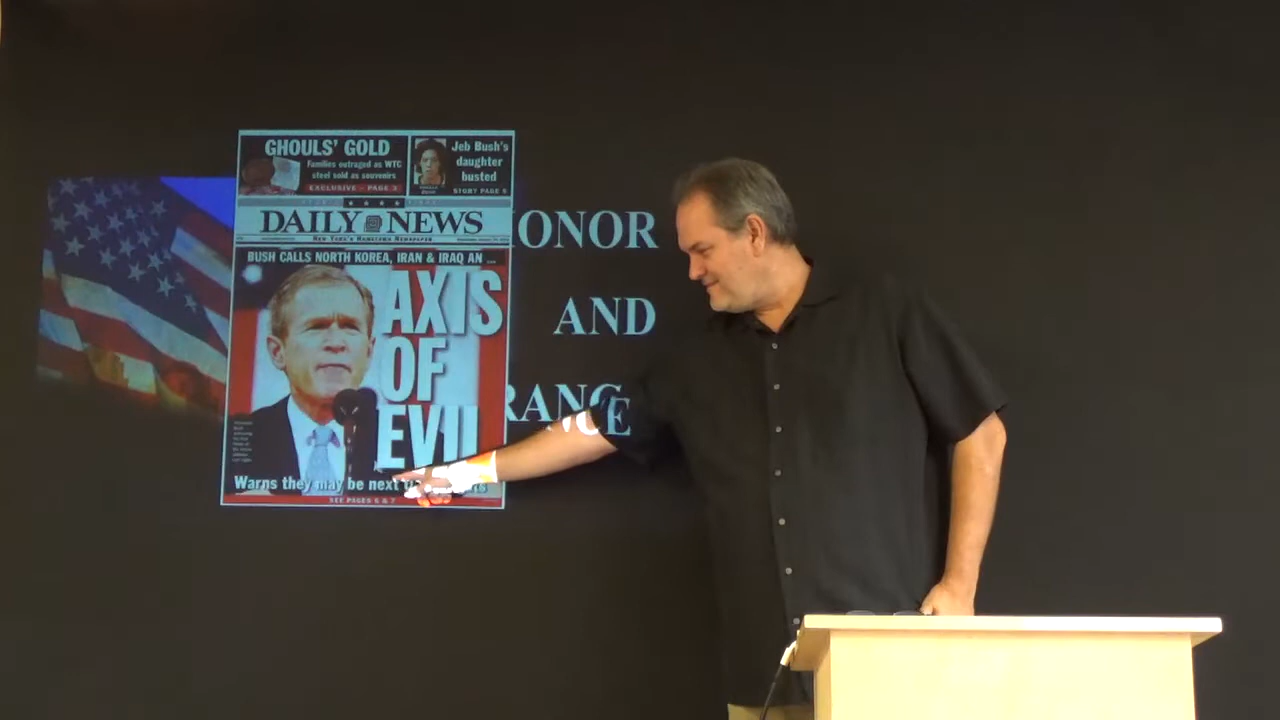 GHOULS' GOLD
Families outraged as WTC
steel sold as souvenirs
EXCLUSIVE - PAGE 3
Jeb Bush's
daughter
busted
STORY PAGE 5
DAILY NEWS
NEW YORK'S HOMETOWN NEWSPAPER
BUSH CALLS NORTH KOREA, IRAN & IRAQ AN ...
AXIS
OF
EVIL
Warns they may be next
SEE PAGES 6 & 7
ONOR
AND
RANCE